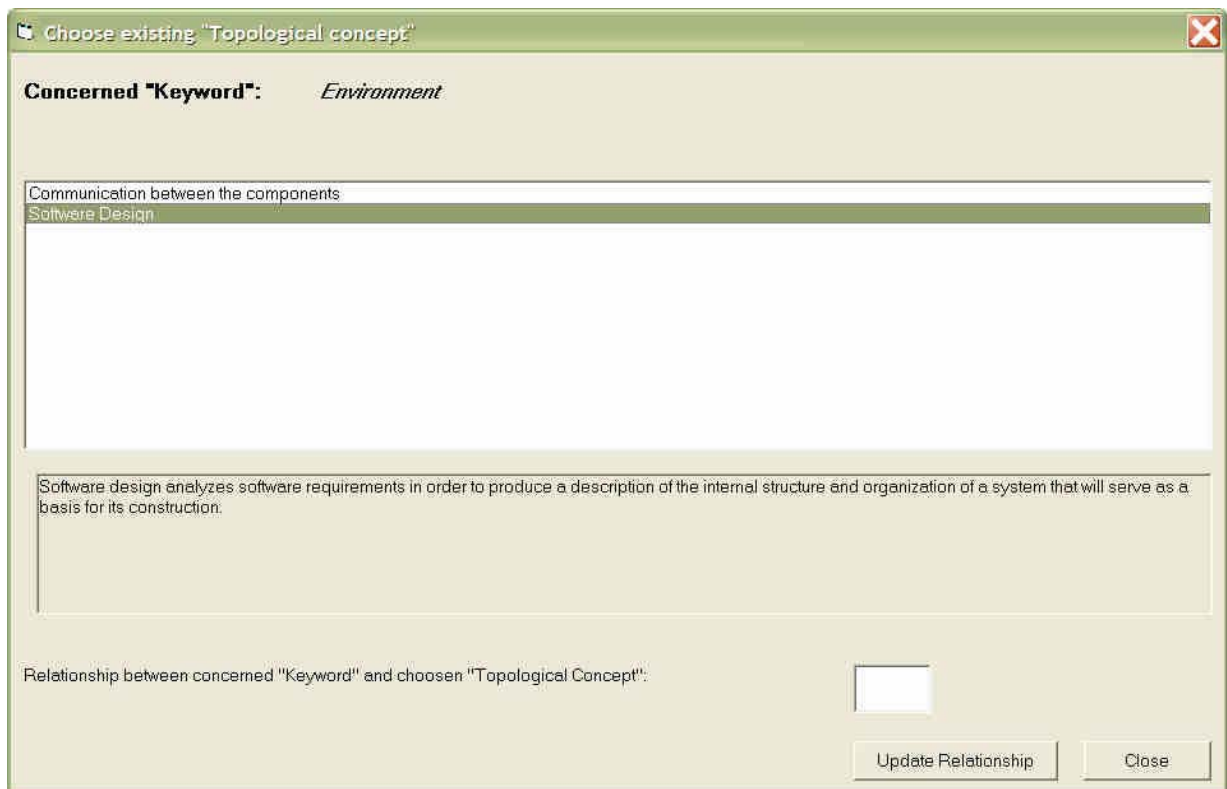 Choose existing "Topological concept"
Concerned "Keyword": Environment
Communication between the components
Software Design
Software design analyzes software requirements in order to produce a description of the internal structure and organization of a system that will serve as a
basis for its construction.
Relationship between concerned "Keyword" and choosen "Topological Concept":
Update Relationship Close